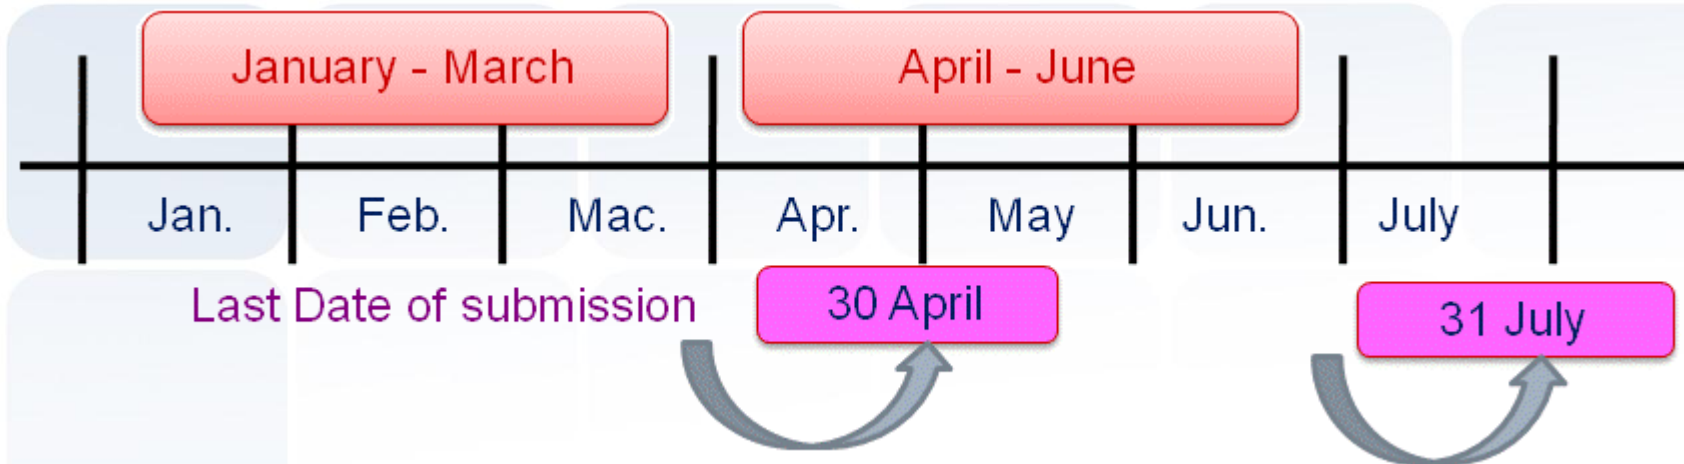 January - March
April - June
Jan.
Feb.
Mac.
Apr.
May
Jun.
July
Last Date of submission
30 April
31 July